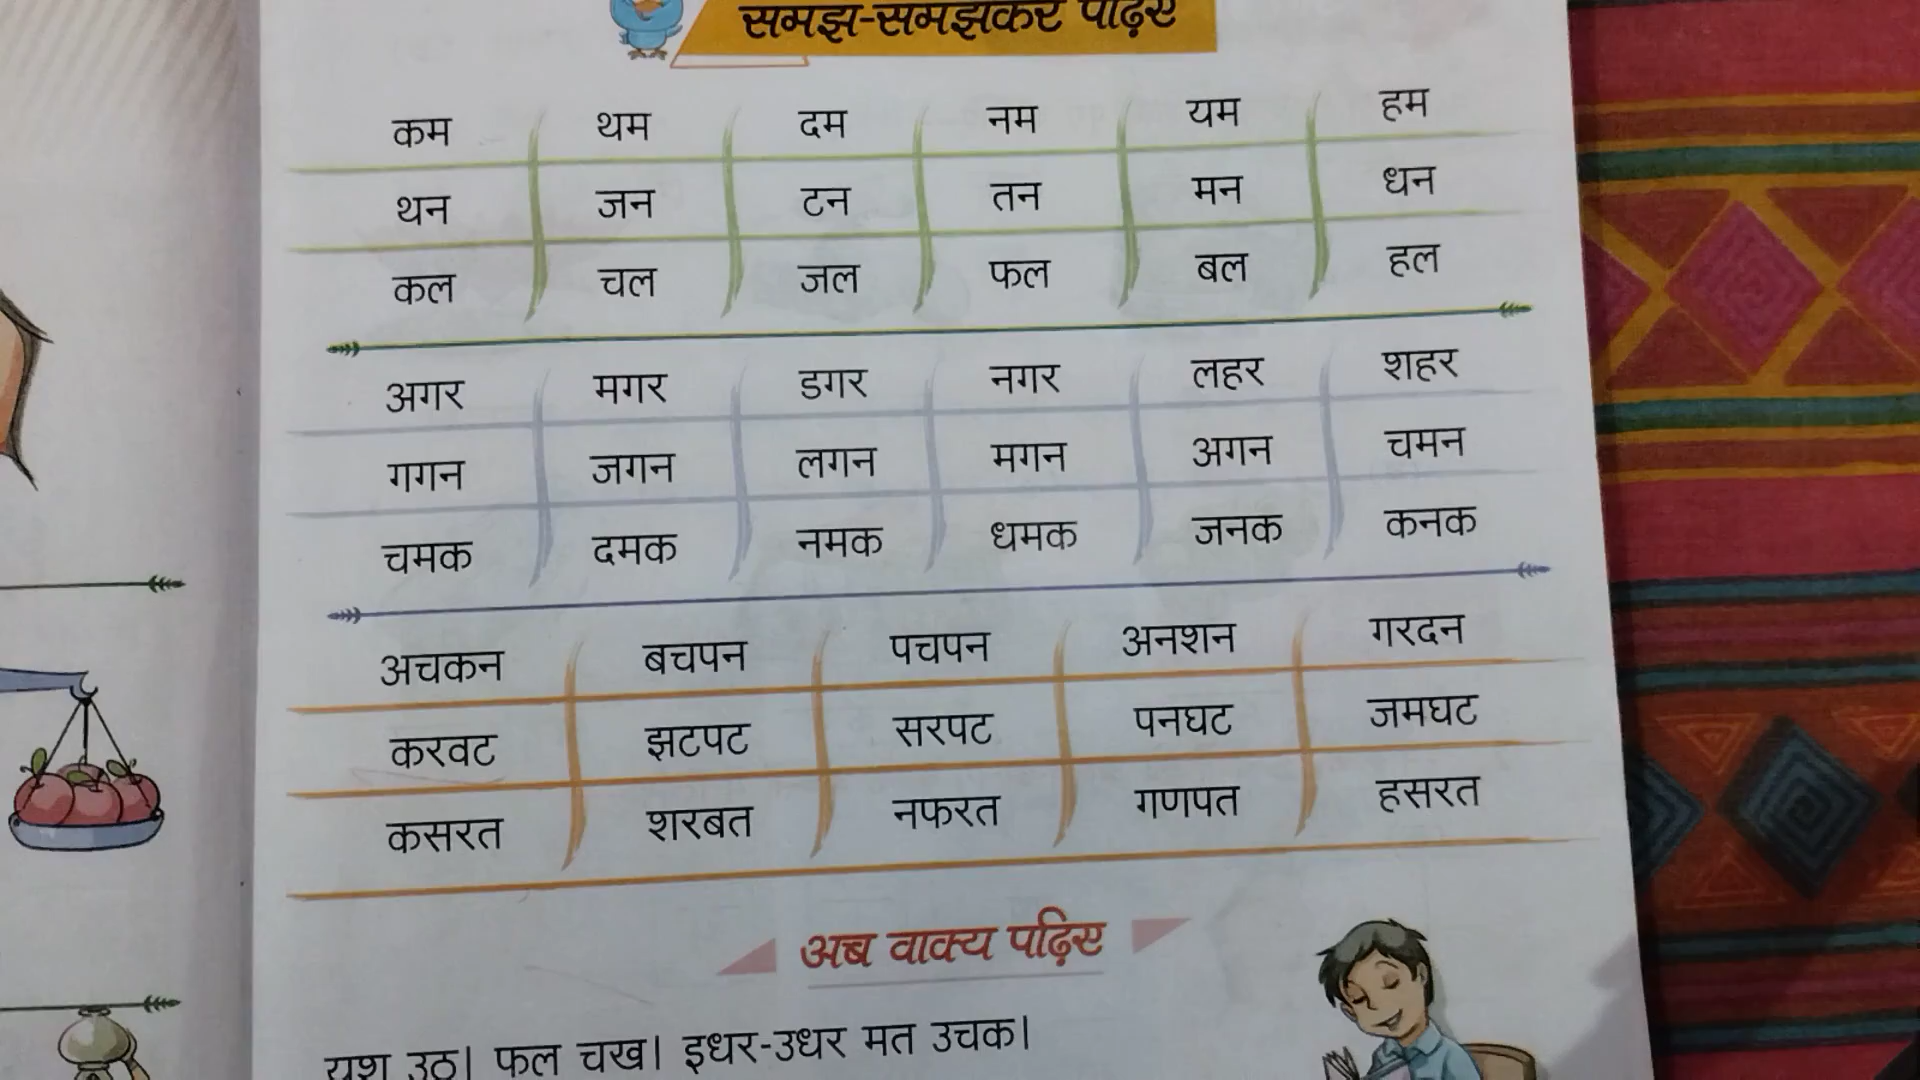 समझ-समझकर पढ़िए
कम थम दम नम यम हम
थन जन टन तन मन धन
कल चल जल फल बल हल
अगर मगर डगर नगर लहर शहर
गगन जगन लगन मगन अगन चमन
चमक दमक नमक धमक जनक कनक
अचकन बचपन पचपन अनशन गरदन
करवट झटपट सरपट पनघट जमघट
कसरत शरबत नफरत गणपत हसरत
अब वाक्य पढ़िए
यश उठ। फल चख। इधर-उधर मत उचक।